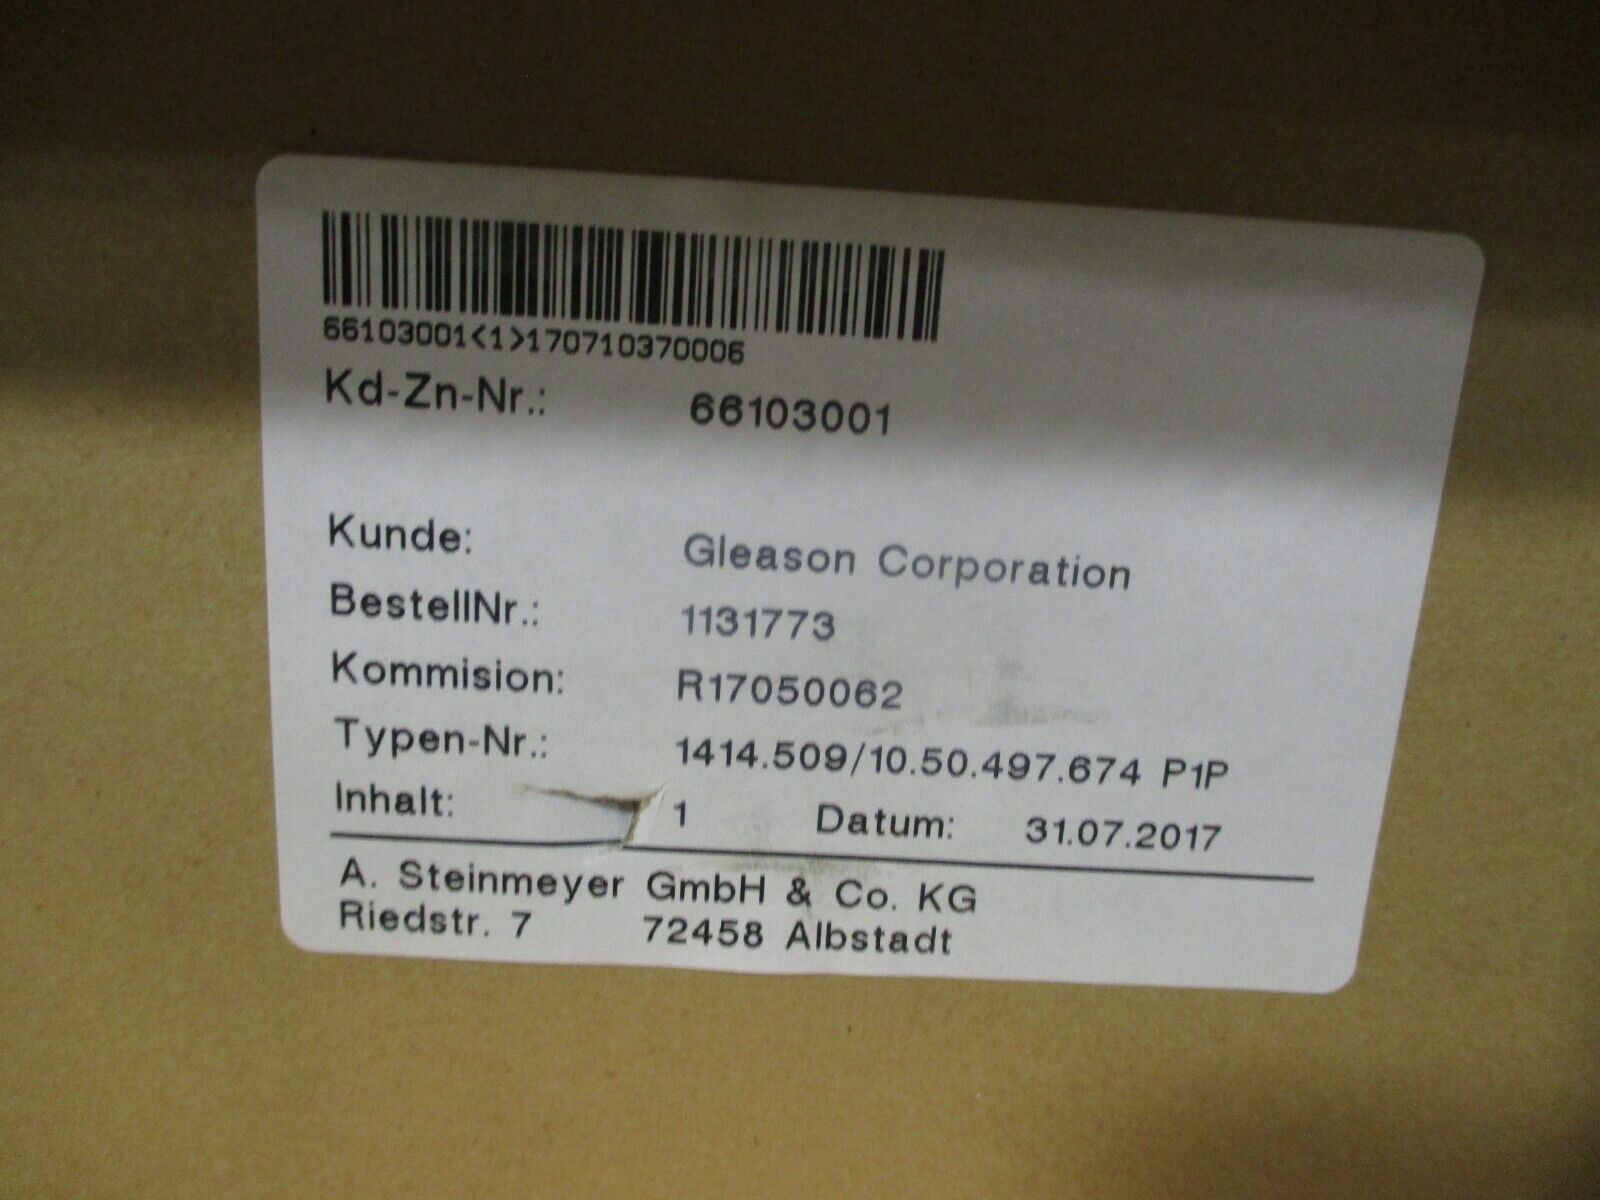 66103001<1>170710370006
Kd-Zn-Nr.: 66103001
Kunde: Gleason Corporation
BestellNr.: 1131773
Kommision: R17050062
Typen-Nr.: 1414.509/10.50.497.674 P1P
Inhalt: 1 Datum: 31.07.2017
A. Steinmeyer GmbH & Co. KG
Riedstr. 7 72458 Albstadt